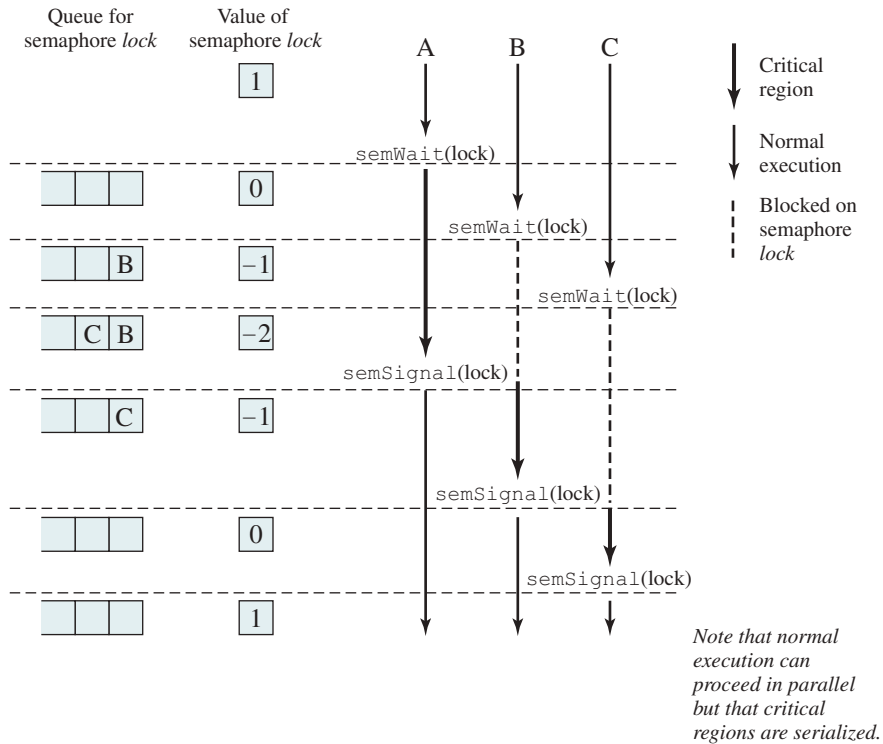 Queue for
semaphore lock
Value of
semaphore lock
A
B
C
1
Critical
region
Normal
execution
Blocked on
semaphore
lock
semWait(lock)
0
semWait(lock)
B
–1
semWait(lock)
C B
–2
semSignal(lock)
C
–1
semSignal(lock)
0
semSignal(lock)
1
Note that normal
execution can
proceed in parallel
but that critical
regions are serialized.